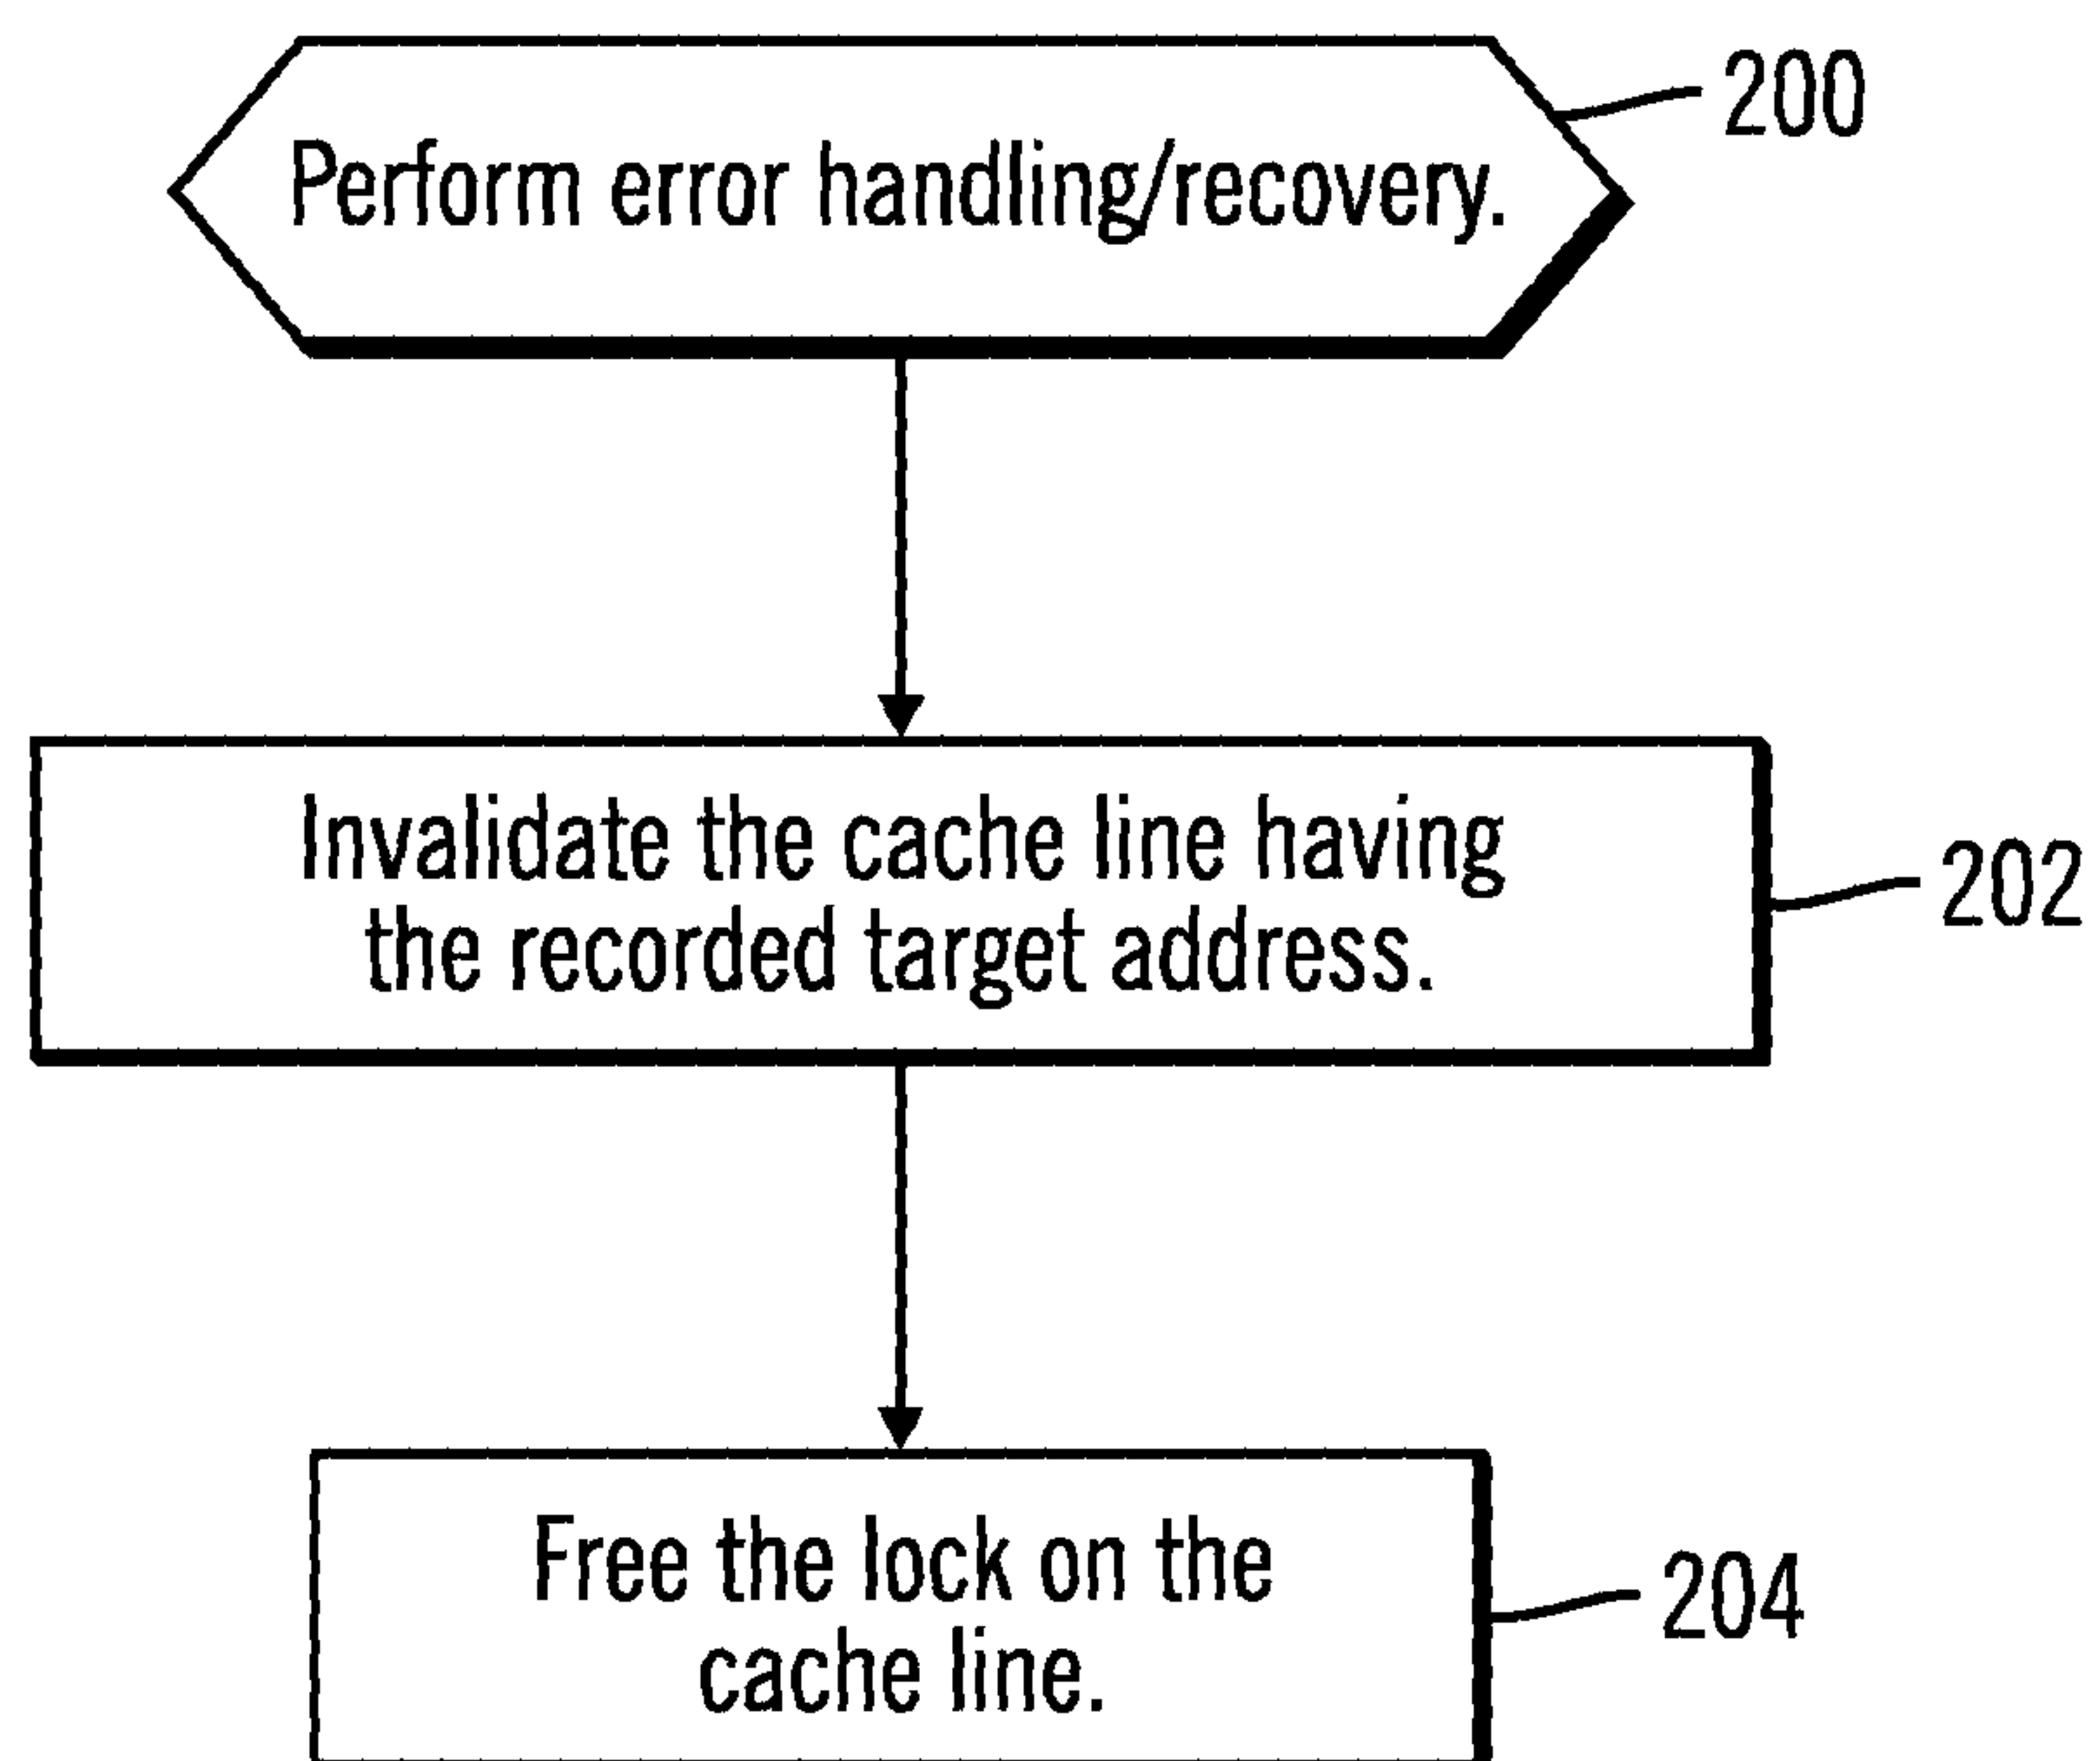 200
Perform error handling/recovery.
Invalidate the cache line having
the recorded target address.
202
Free the lock on the
cache line.
204